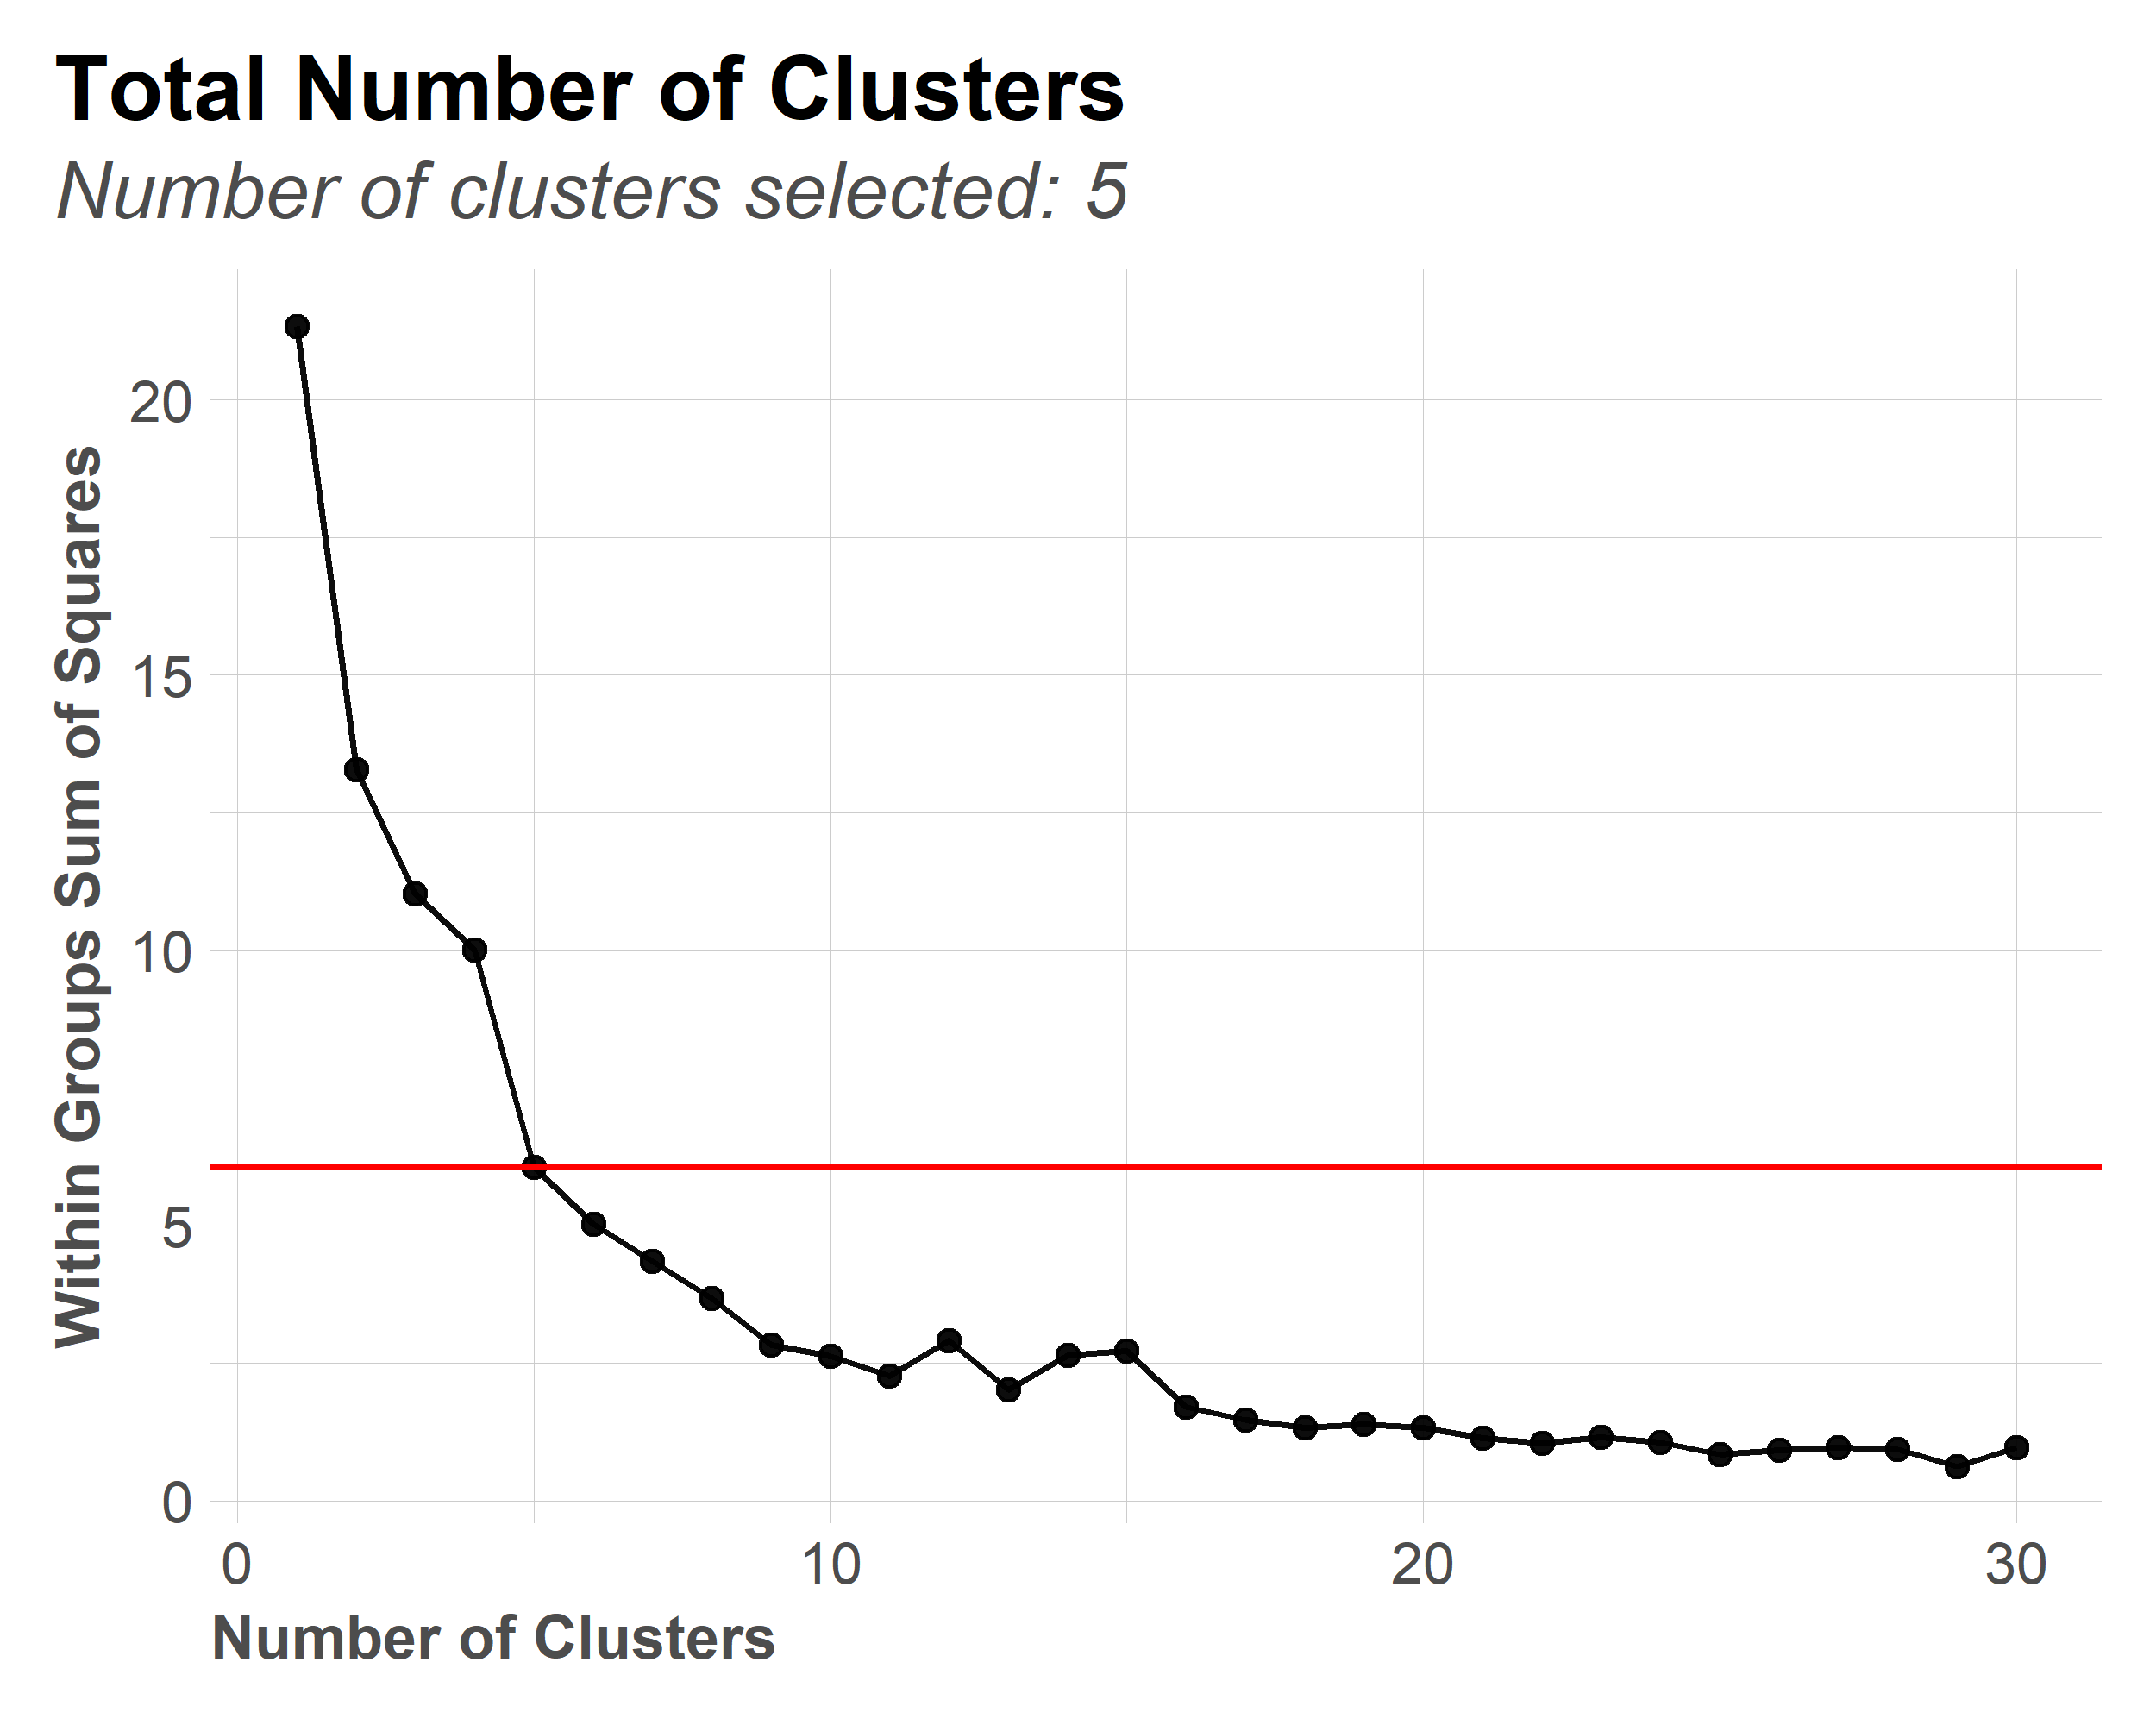 Total Number of Clusters
Number of clusters selected: 5
Within Groups Sum of Squares
20
15
10
5
0
0 10 20 30
Number of Clusters